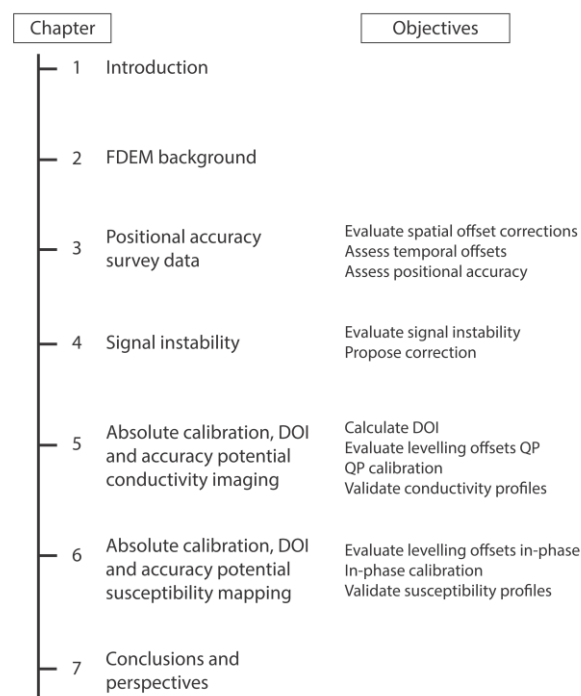 Chapter
Objectives
1 Introduction
2 FDEM background
3 Positional accuracy
survey data
Evaluate spatial offset corrections
Assess temporal offsets
Assess positional accuracy
4 Signal instability
Evaluate signal instability
Propose correction
5 Absolute calibration, DOI
and accuracy potential
conductivity imaging
Calculate DOI
Evaluate levelling offsets QP
QP calibration
Validate conductivity profiles
6 Absolute calibration, DOI
and accuracy potential
susceptibility mapping
Evaluate levelling offsets in-phase
In-phase calibration
Validate susceptibility profiles
7 Conclusions and
perspectives